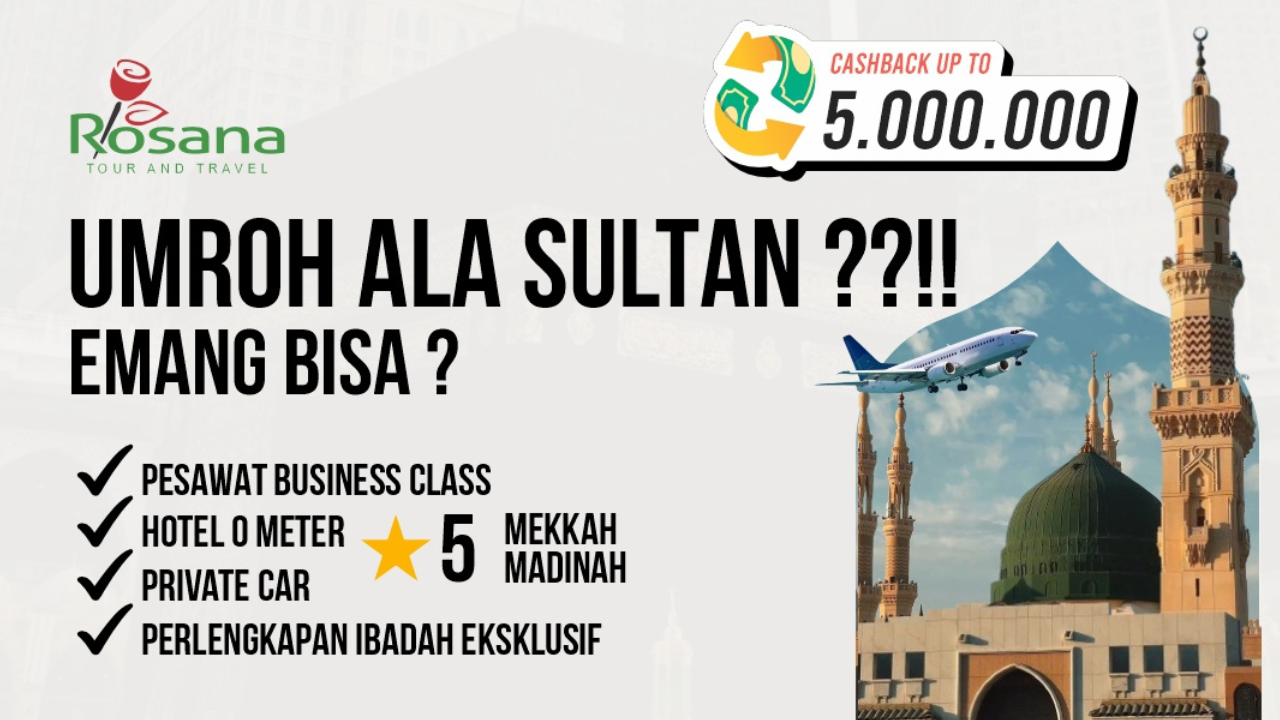 Rosana
TOUR AND TRAVEL
CASHBACK UP TO
5.000.000
UMROH ALA SULTAN ??!!
EMANG BISA ?
PESAWAT BUSINESS CLASS
HOTEL 0 METER
5
MEKKAH
MADINAH
PRIVATE CAR
PERLENGKAPAN IBADAH EKSKLUSIF